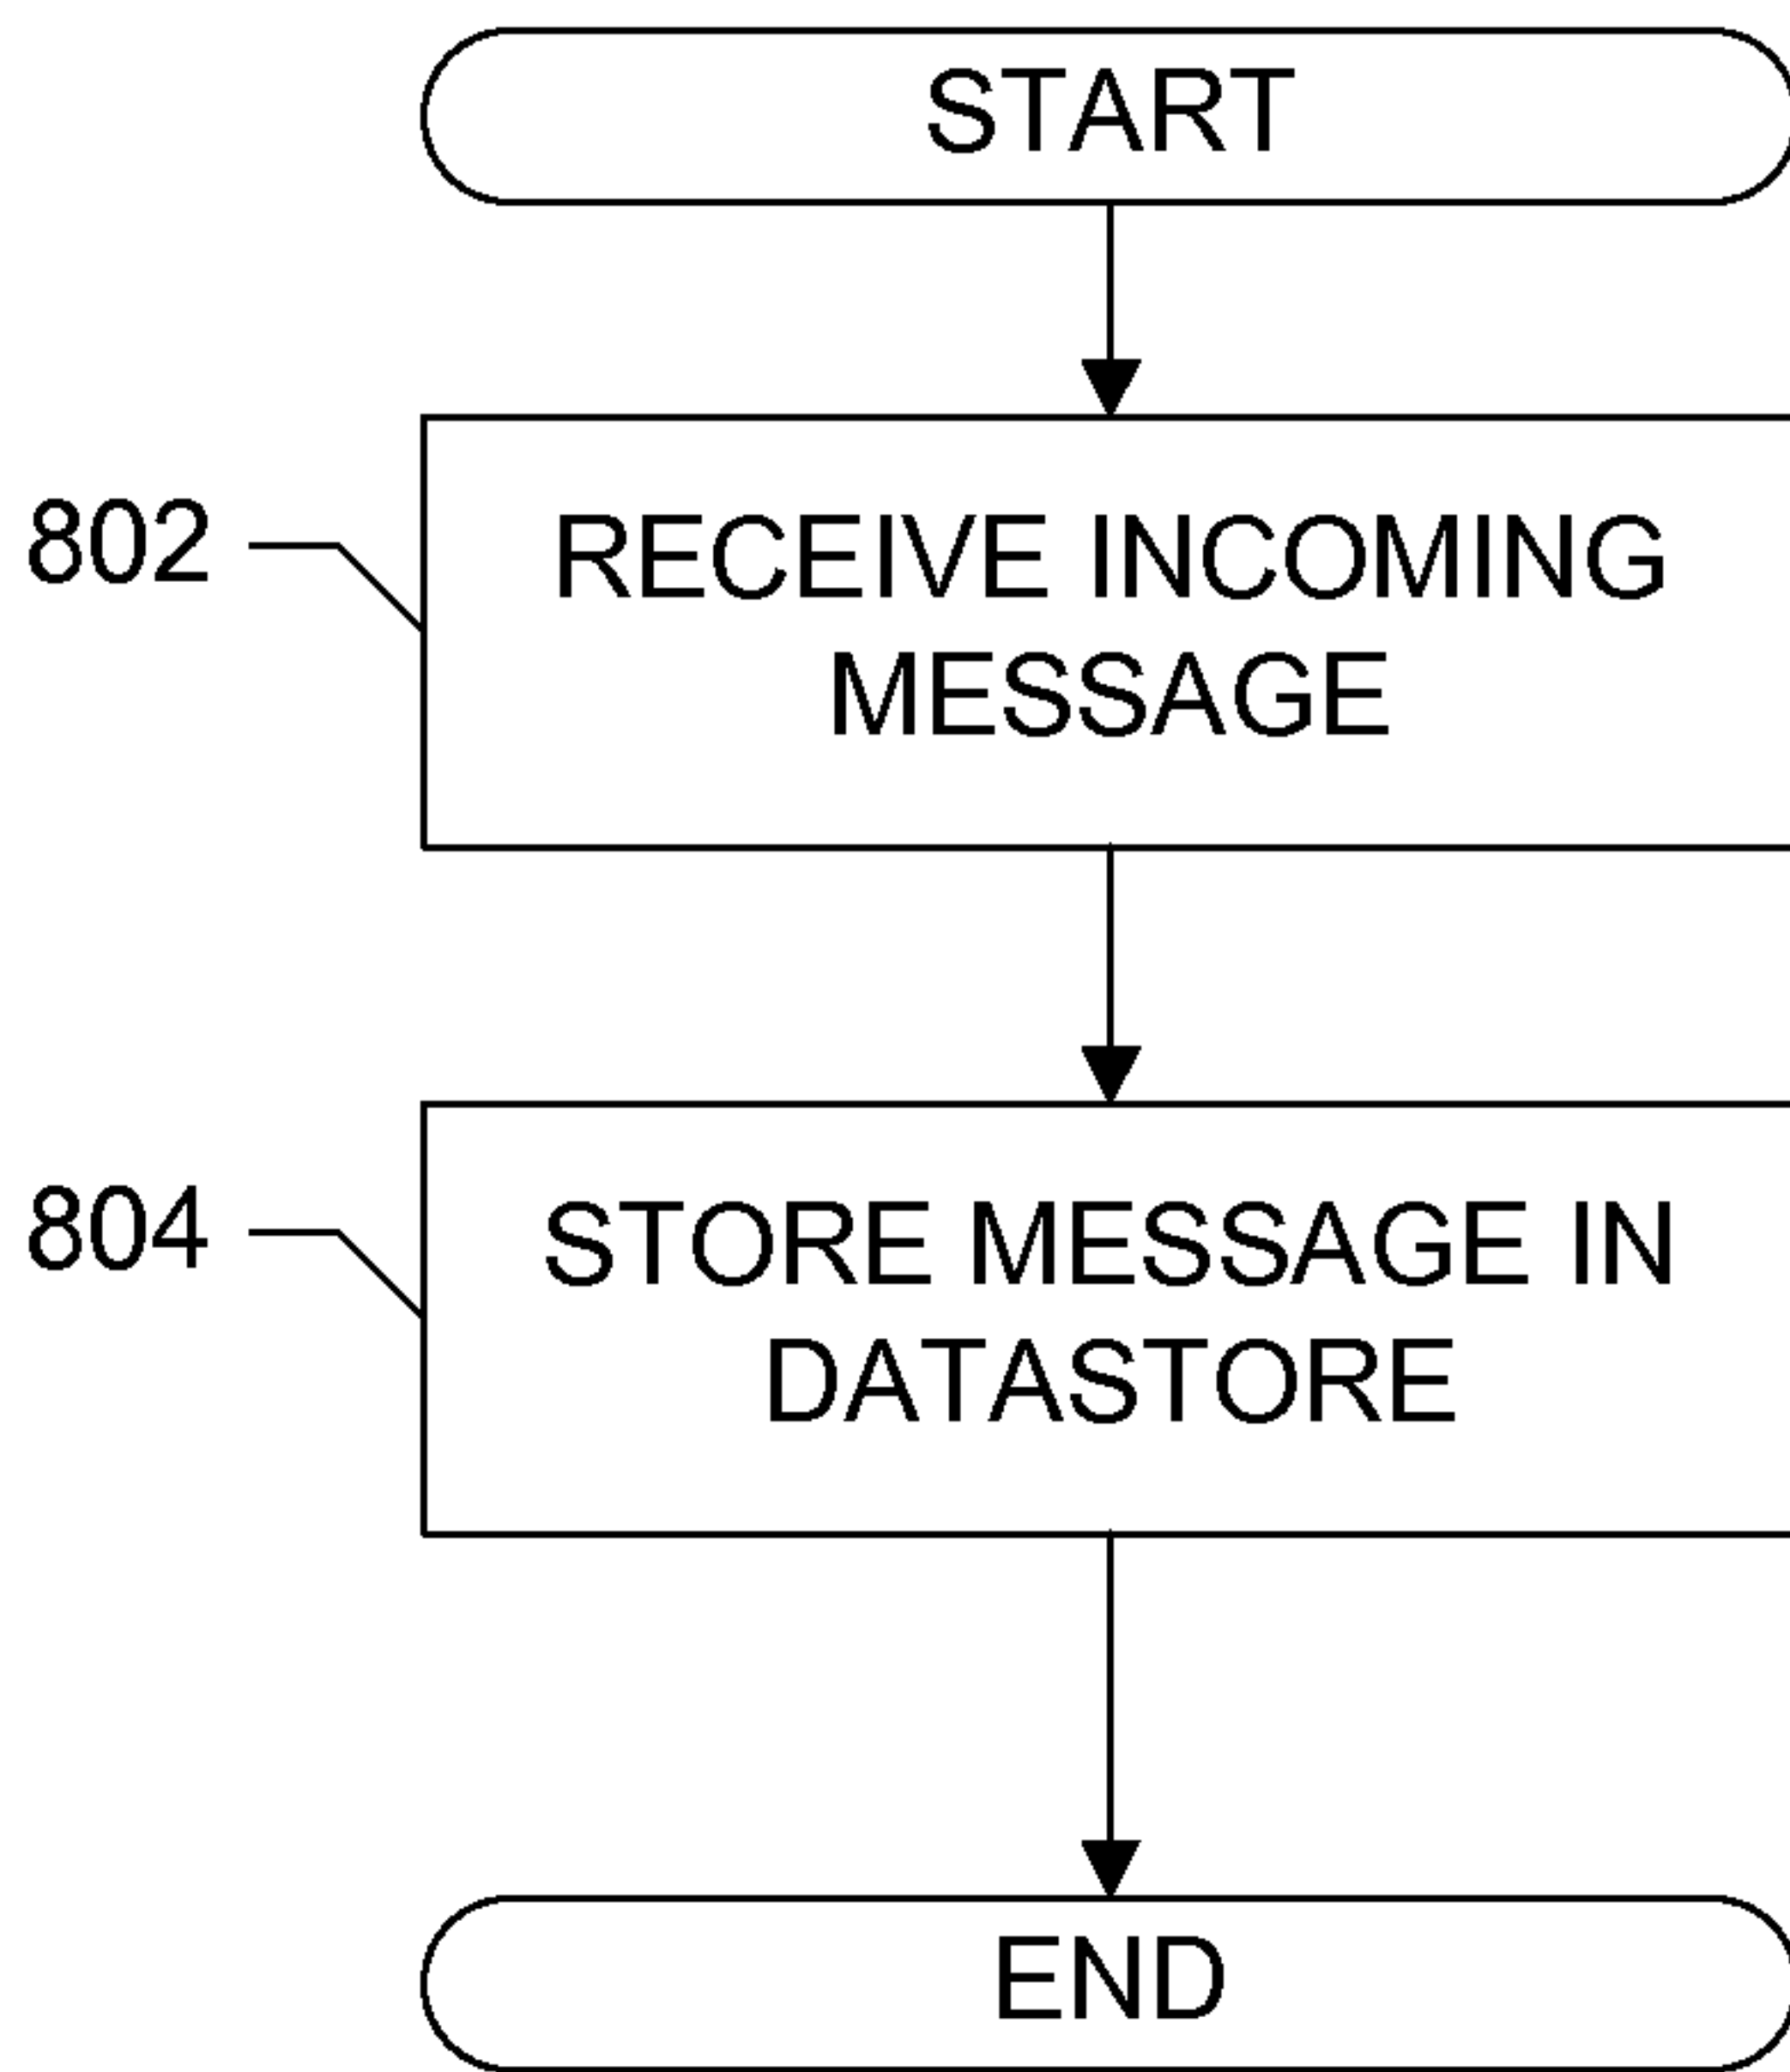 START
802
RECEIVE INCOMING
MESSAGE
804
STORE MESSAGE IN
DATASTORE
END